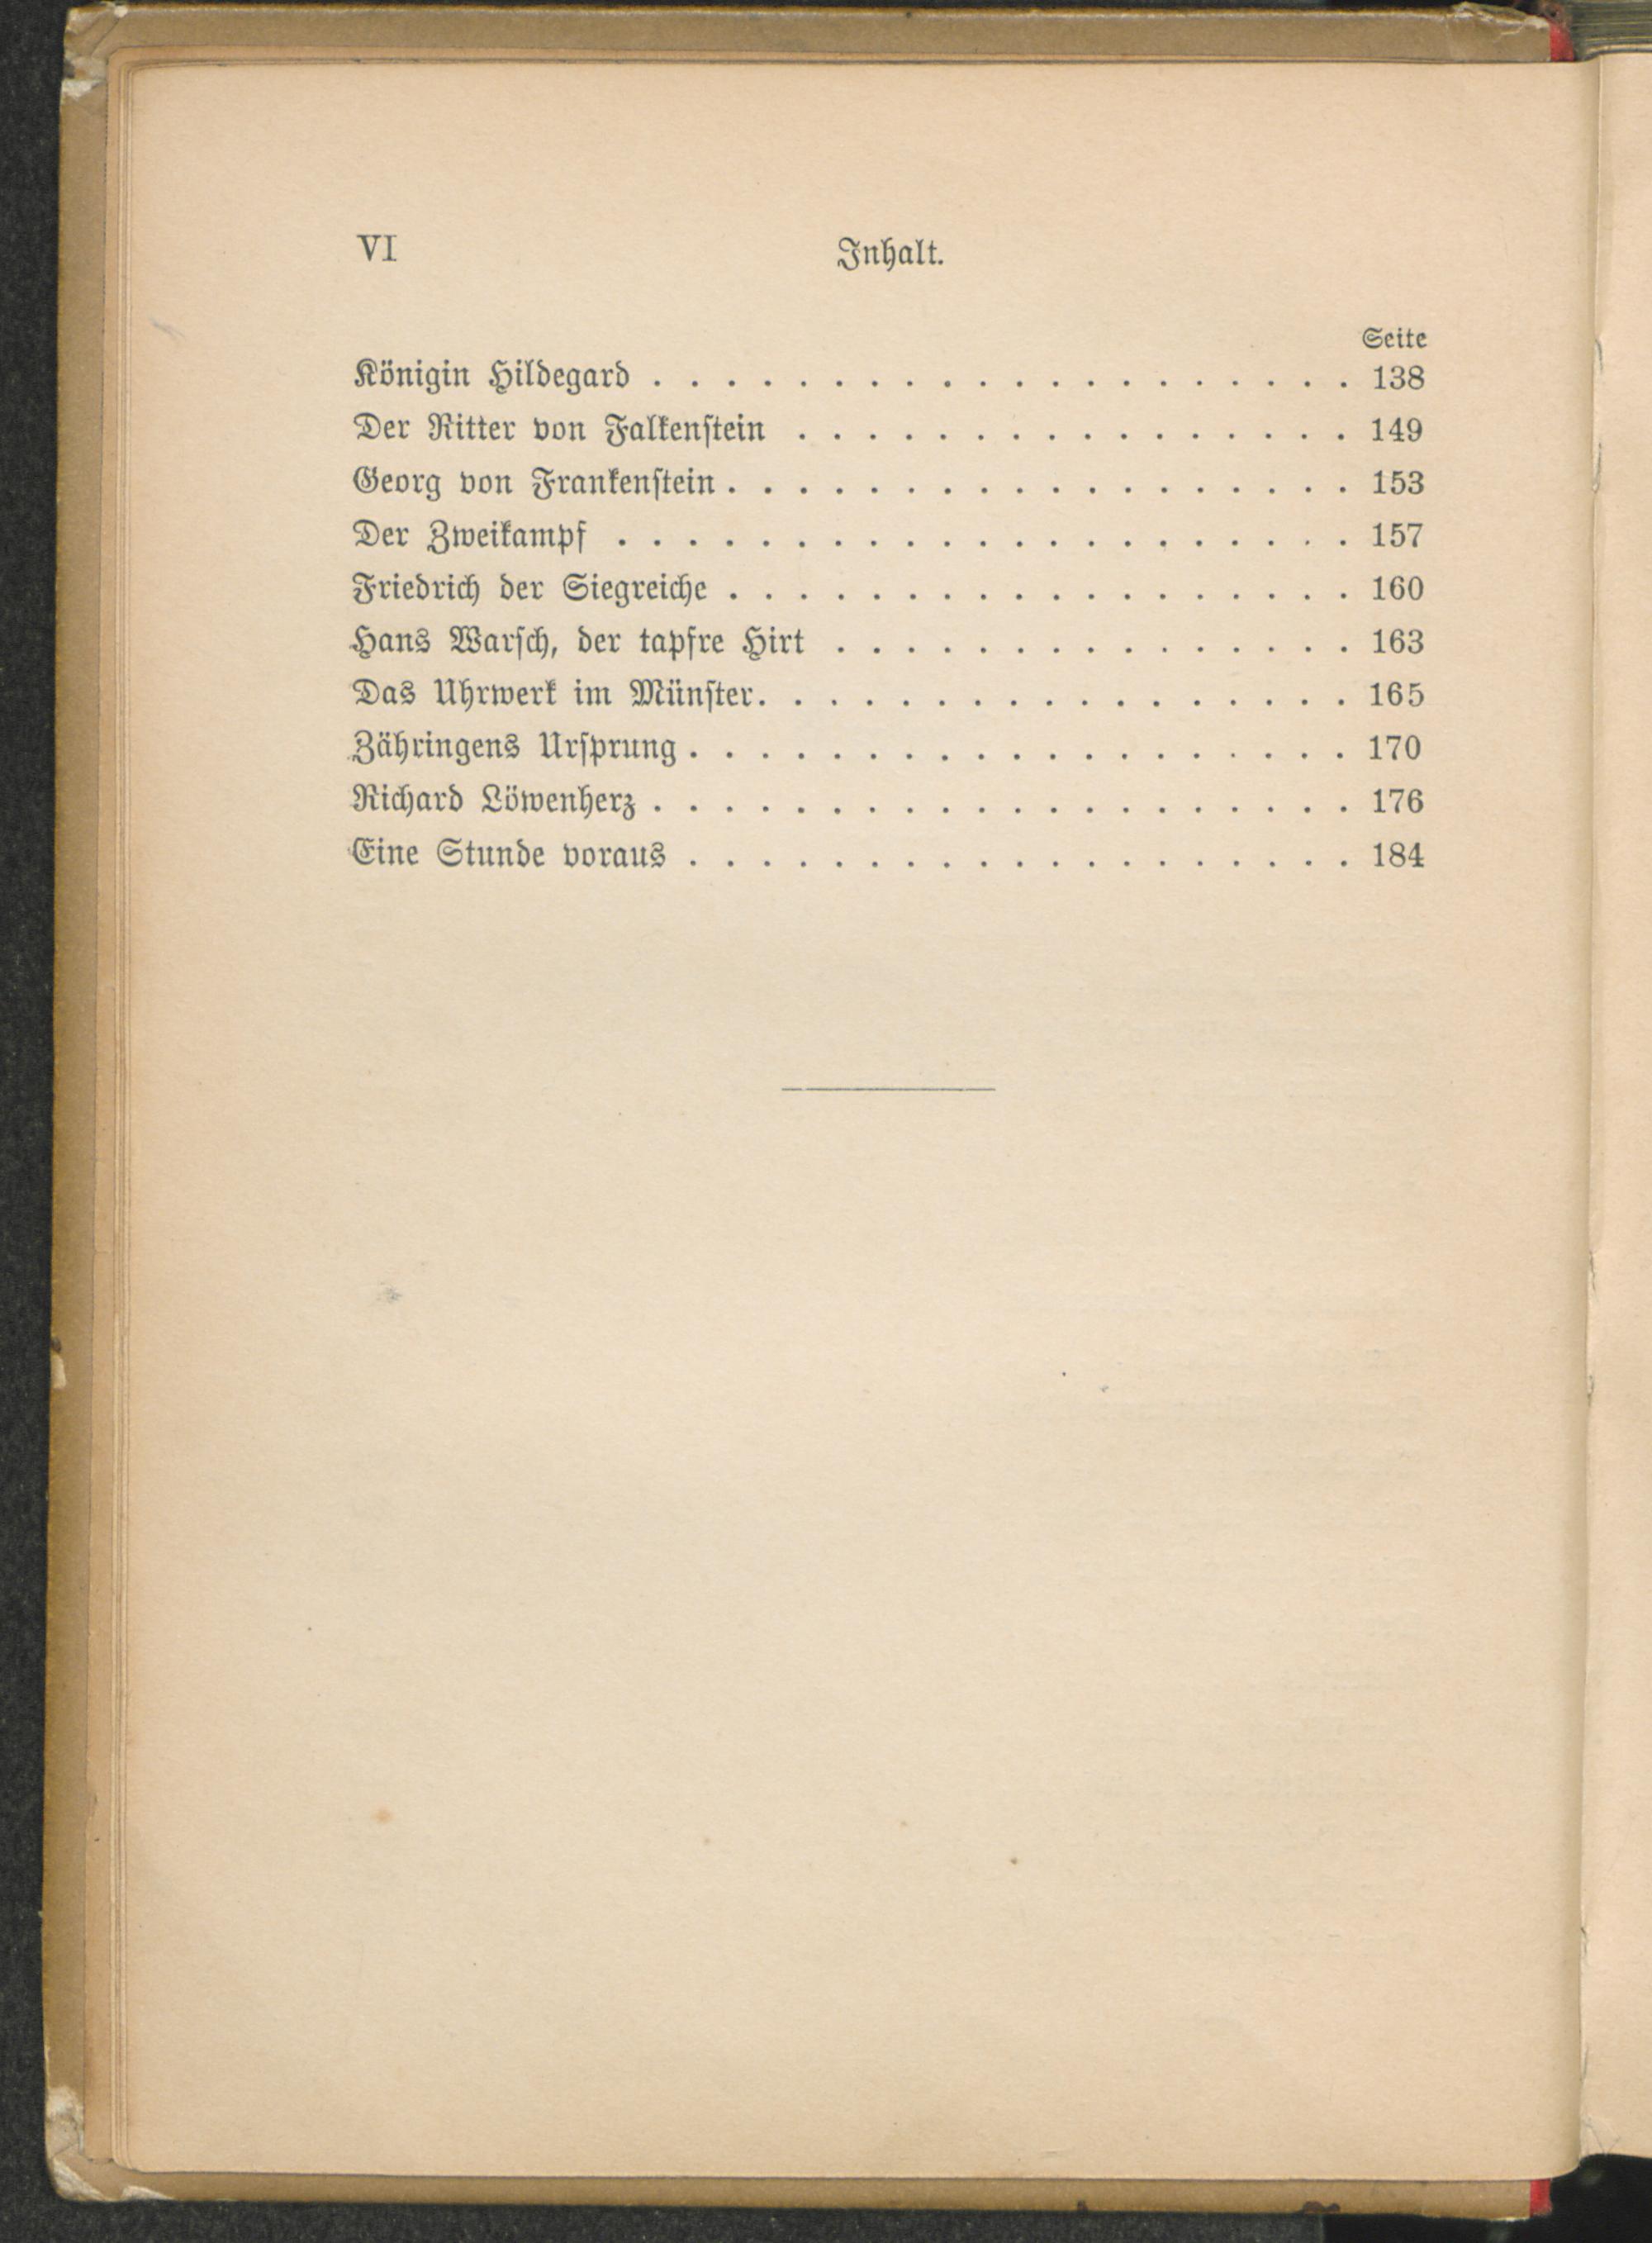 VI Inhalt.
Seite
Königin Hildegard . . . . . . . . . . . . . . . . . . . . 138
Der Ritter von Falkenstein . . . . . . . . . . . . . . . . 149
Georg von Frankenstein . . . . . . . . . . . . . . . . . . 153
Der Zweikampf . . . . . . . . . . . . . . . . . . . . . 157
Friedrich der Siegreiche . . . . . . . . . . . . . . . . . . 160
Hans Warsch, der tapfre Hirt . . . . . . . . . . . . . . . 163
Das Uhrwerk im Münster . . . . . . . . . . . . . . . . . 165
Zähringens Ursprung . . . . . . . . . . . . . . . . . . . 170
Richard Löwenherz . . . . . . . . . . . . . . . . . . . . 176
Eine Stunde voraus . . . . . . . . . . . . . . . . . . . 184